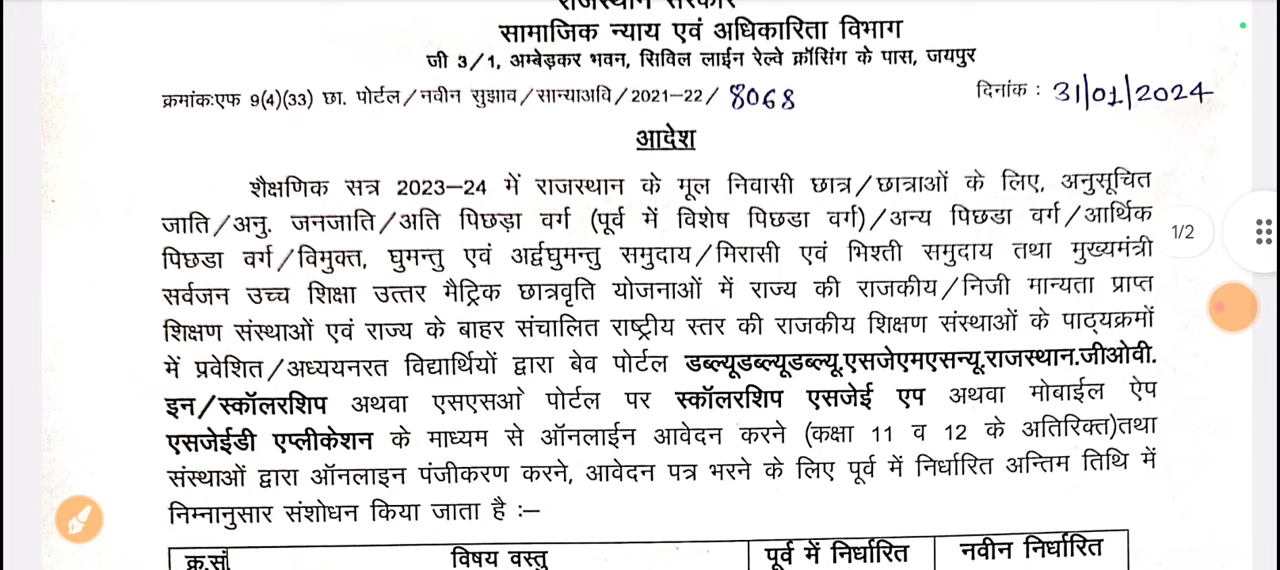 राजस्थान सरकार
सामाजिक न्याय एवं अधिकारिता विभाग
जी 3/1, अम्बेड़कर भवन, सिविल लाईन रेल्वे क्रॉसिंग के पास, जयपुर
क्रमांक:एफ 9(4)(33) छा. पोर्टल/नवीन सुझाव/सान्याअवि/2021–22/ 8068 दिनांक : 31/01/2024
आदेश
शैक्षणिक सत्र 2023–24 में राजस्थान के मूल निवासी छात्र/छात्राओं के लिए, अनुसूचित
जाति/अनु. जनजाति/अति पिछड़ा वर्ग (पूर्व में विशेष पिछडा वर्ग)/अन्य पिछडा वर्ग/आर्थिक
पिछडा वर्ग/विमुक्त, घुमन्तु एवं अर्द्वघुमन्तु समुदाय/मिरासी एवं भिश्ती समुदाय तथा मुख्यमंत्री
सर्वजन उच्च शिक्षा उत्तर मैट्रिक छात्रवृति योजनाओं में राज्य की राजकीय/निजी मान्यता प्राप्त
शिक्षण संस्थाओं एवं राज्य के बाहर संचालित राष्ट्रीय स्तर की राजकीय शिक्षण संस्थाओं के पाठ्यक्रमों
में प्रवेशित/अध्ययनरत विद्यार्थियों द्वारा बेव पोर्टल डब्ल्यूडब्ल्यूडब्ल्यू.एसजेएमएसन्यू.राजस्थान.जीओवी.
इन/स्कॉलरशिप अथवा एसएसओ पोर्टल पर स्कॉलरशिप एसजेई एप अथवा मोबाईल ऐप
एसजेईडी एप्लीकेशन के माध्यम से ऑनलाईन आवेदन करने (कक्षा 11 व 12 के अतिरिक्त)तथा
संस्थाओं द्वारा ऑनलाइन पंजीकरण करने, आवेदन पत्र भरने के लिए पूर्व में निर्धारित अन्तिम तिथि में
निम्नानुसार संशोधन किया जाता है :–
क्र.सं विषय वस्तु पूर्व में निर्धारित नवीन निर्धारित
1/2